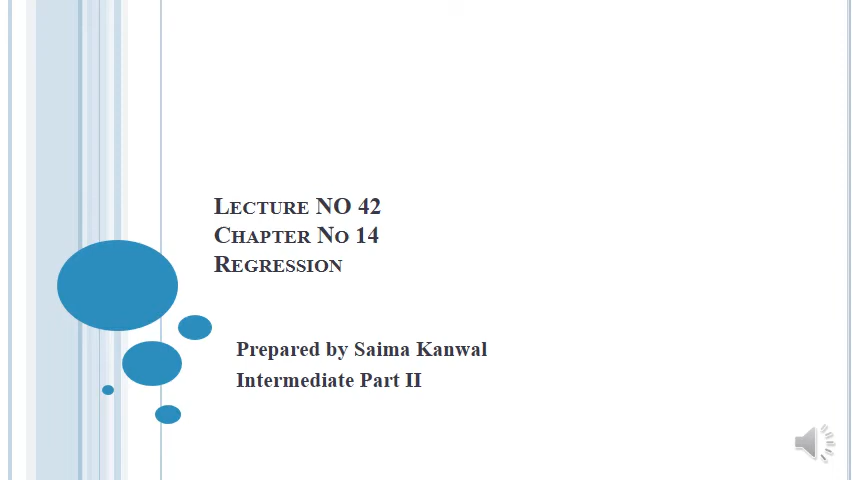 Lecture NO 42
Chapter No 14
Regression
Prepared by Saima Kanwal
Intermediate Part II